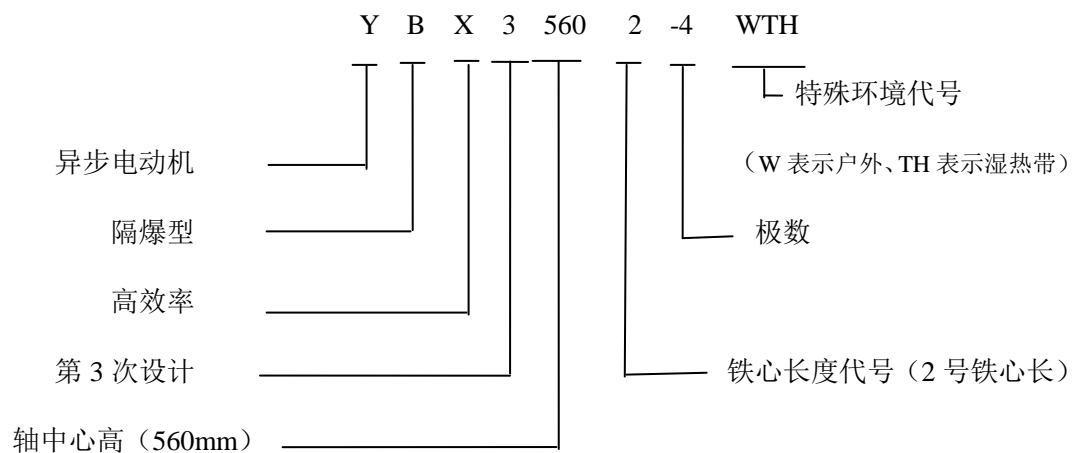 Y B X 3 560 2 -4 WTH
特殊环境代号
异步电动机
（W 表示户外、TH 表示湿热带）
隔爆型
极数
高效率
第 3 次设计
铁心长度代号（2 号铁心长）
轴中心高（560mm）